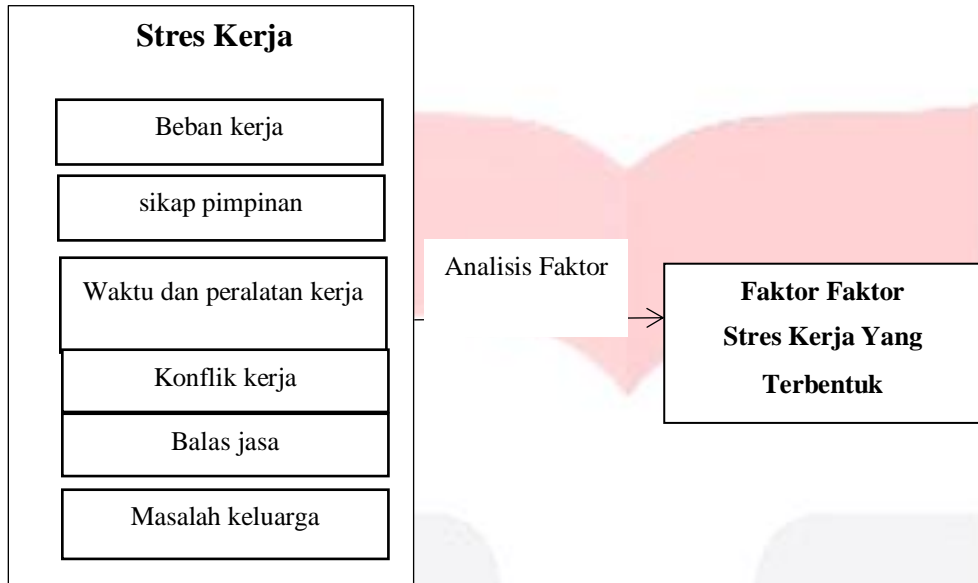 Stres Kerja
Beban kerja
sikap pimpinan
Waktu dan peralatan kerja
Konflik kerja
Balas jasa
Masalah keluarga
Analisis Faktor
Faktor Faktor
Stres Kerja Yang
Terbentuk